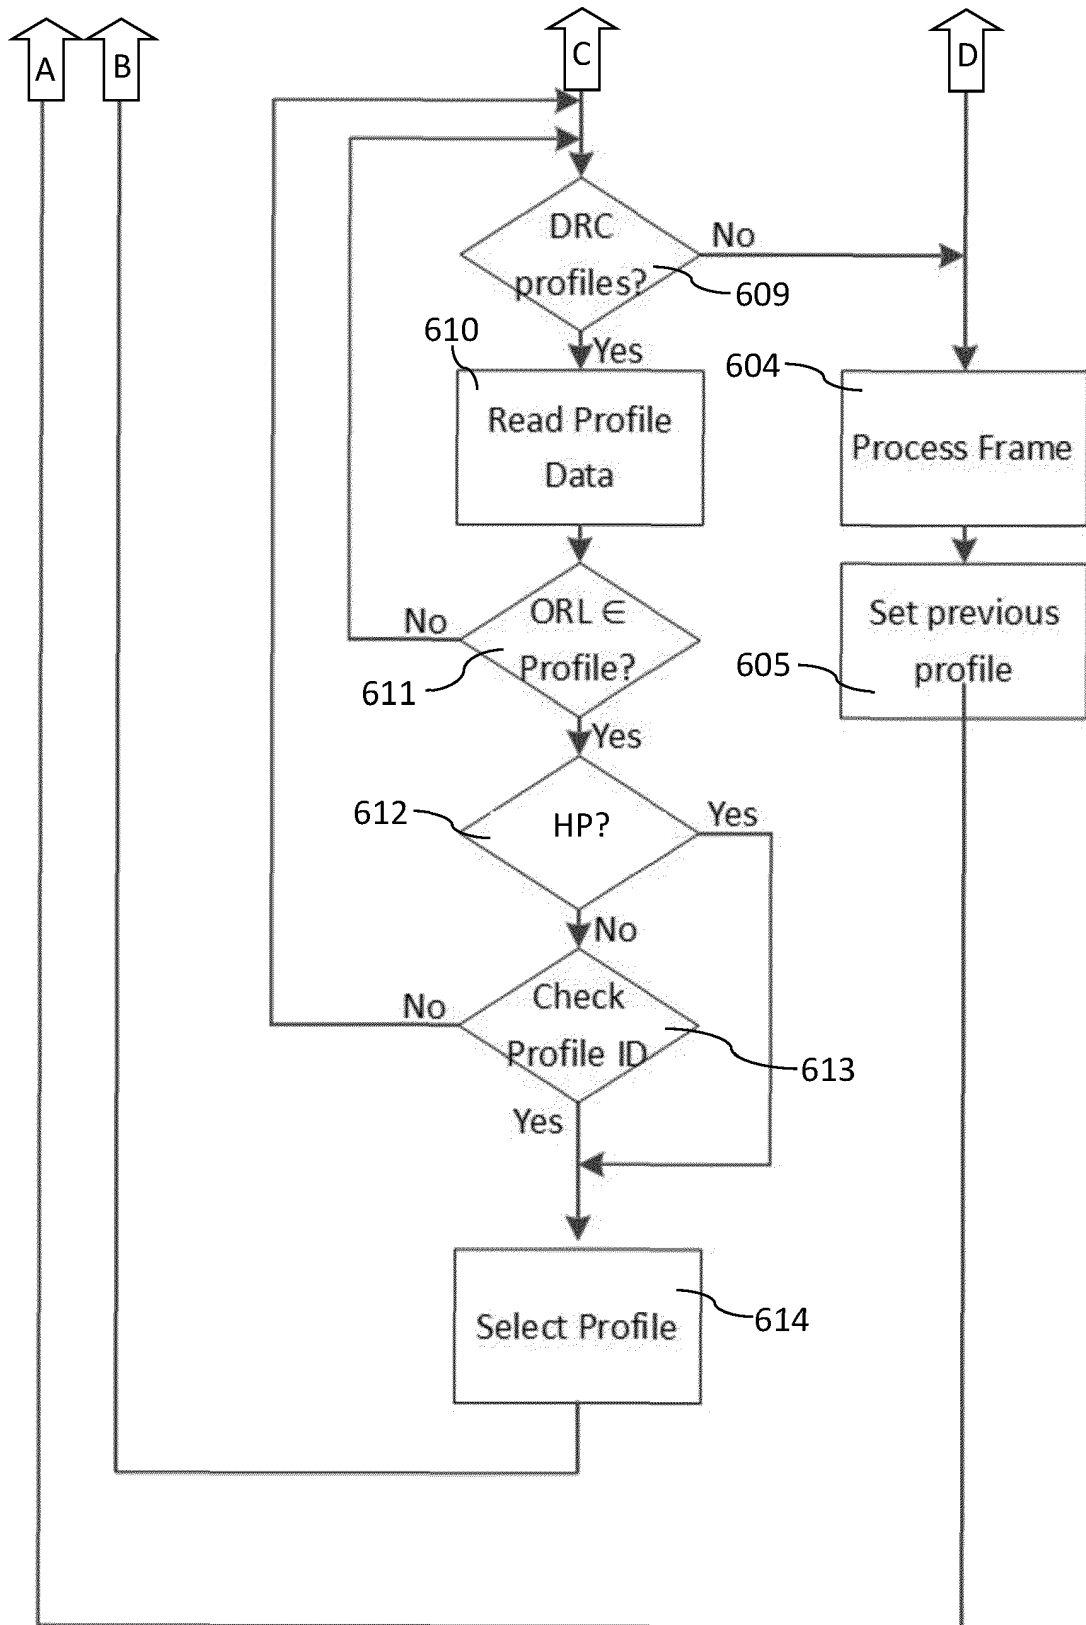 A
B
C
D
DRC
profiles?
No
609
610
Yes
Read Profile
Data
604
Process Frame
No
ORL ∈
Profile?
611
Set previous
profile
605
Yes
612
HP?
Yes
No
No
Check
Profile ID
613
Yes
Select Profile
614